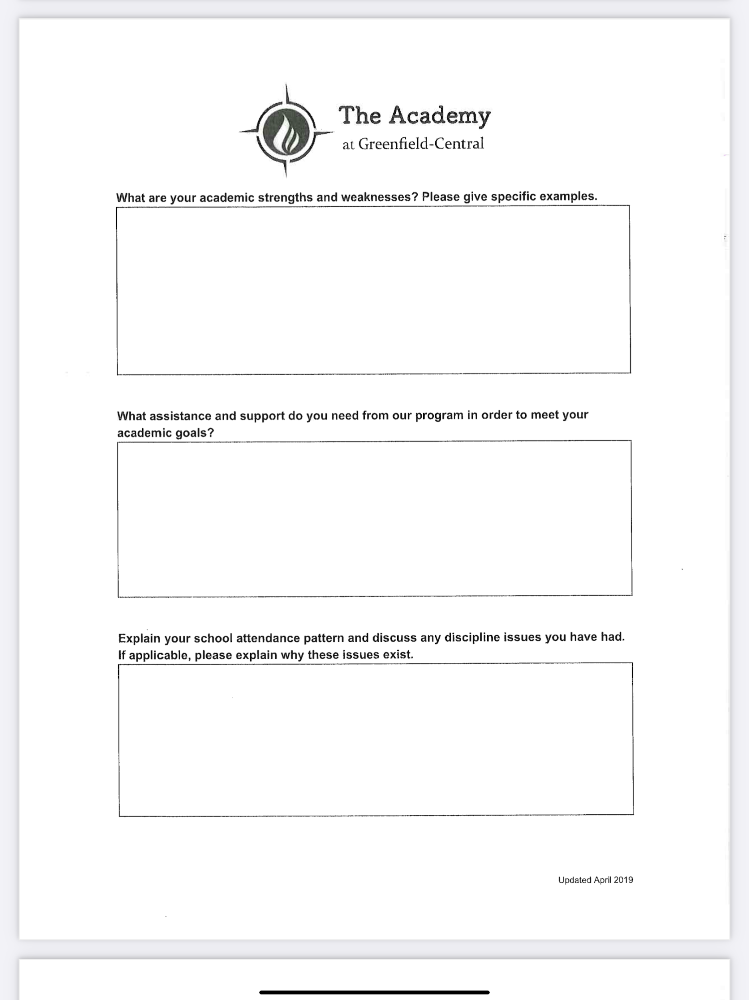 The Academy
at Greenfield-Central
What are your academic strengths and weaknesses? Please give specific examples.
What assistance and support do you need from our program in order to meet your
academic goals?
Explain your school attendance pattern and discuss any discipline issues you have had.
If applicable, please explain why these issues exist.
Updated April 2019